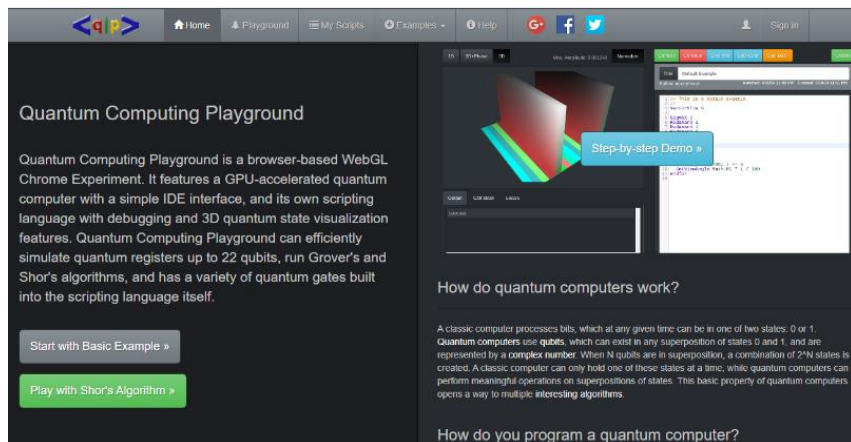 <q|p>
Home Playground My Scripts Examples Help Sign in
Quantum Computing Playground
Quantum Computing Playground is a browser-based WebGL
Chrome Experiment. It features a GPU-accelerated quantum
computer with a simple IDE interface, and its own scripting
language with debugging and 3D quantum state visualization
features. Quantum Computing Playground can efficiently
simulate quantum registers up to 22 qubits, run Grover's and
Shor's algorithms, and has a variety of quantum gates built
into the scripting language itself.
Start with Basic Example »
Play with Shor's Algorithm »
2D+Phase 3D
Default Example
VectorSize 8
Step-by-step Demo »
How do quantum computers work?
A classic computer processes bits, which at any given time can be in one of two states: 0 or 1.
Quantum computers use qubits, which can exist in any superposition of states 0 and 1, and are
represented by a complex number. When N qubits are in superposition, a combination of 2^N states is
created. A classic computer can only hold one of these states at a time, while quantum computers can
perform meaningful operations on superpositions of states. This basic property of quantum computers
opens a way to multiple interesting algorithms.
How do you program a quantum computer?